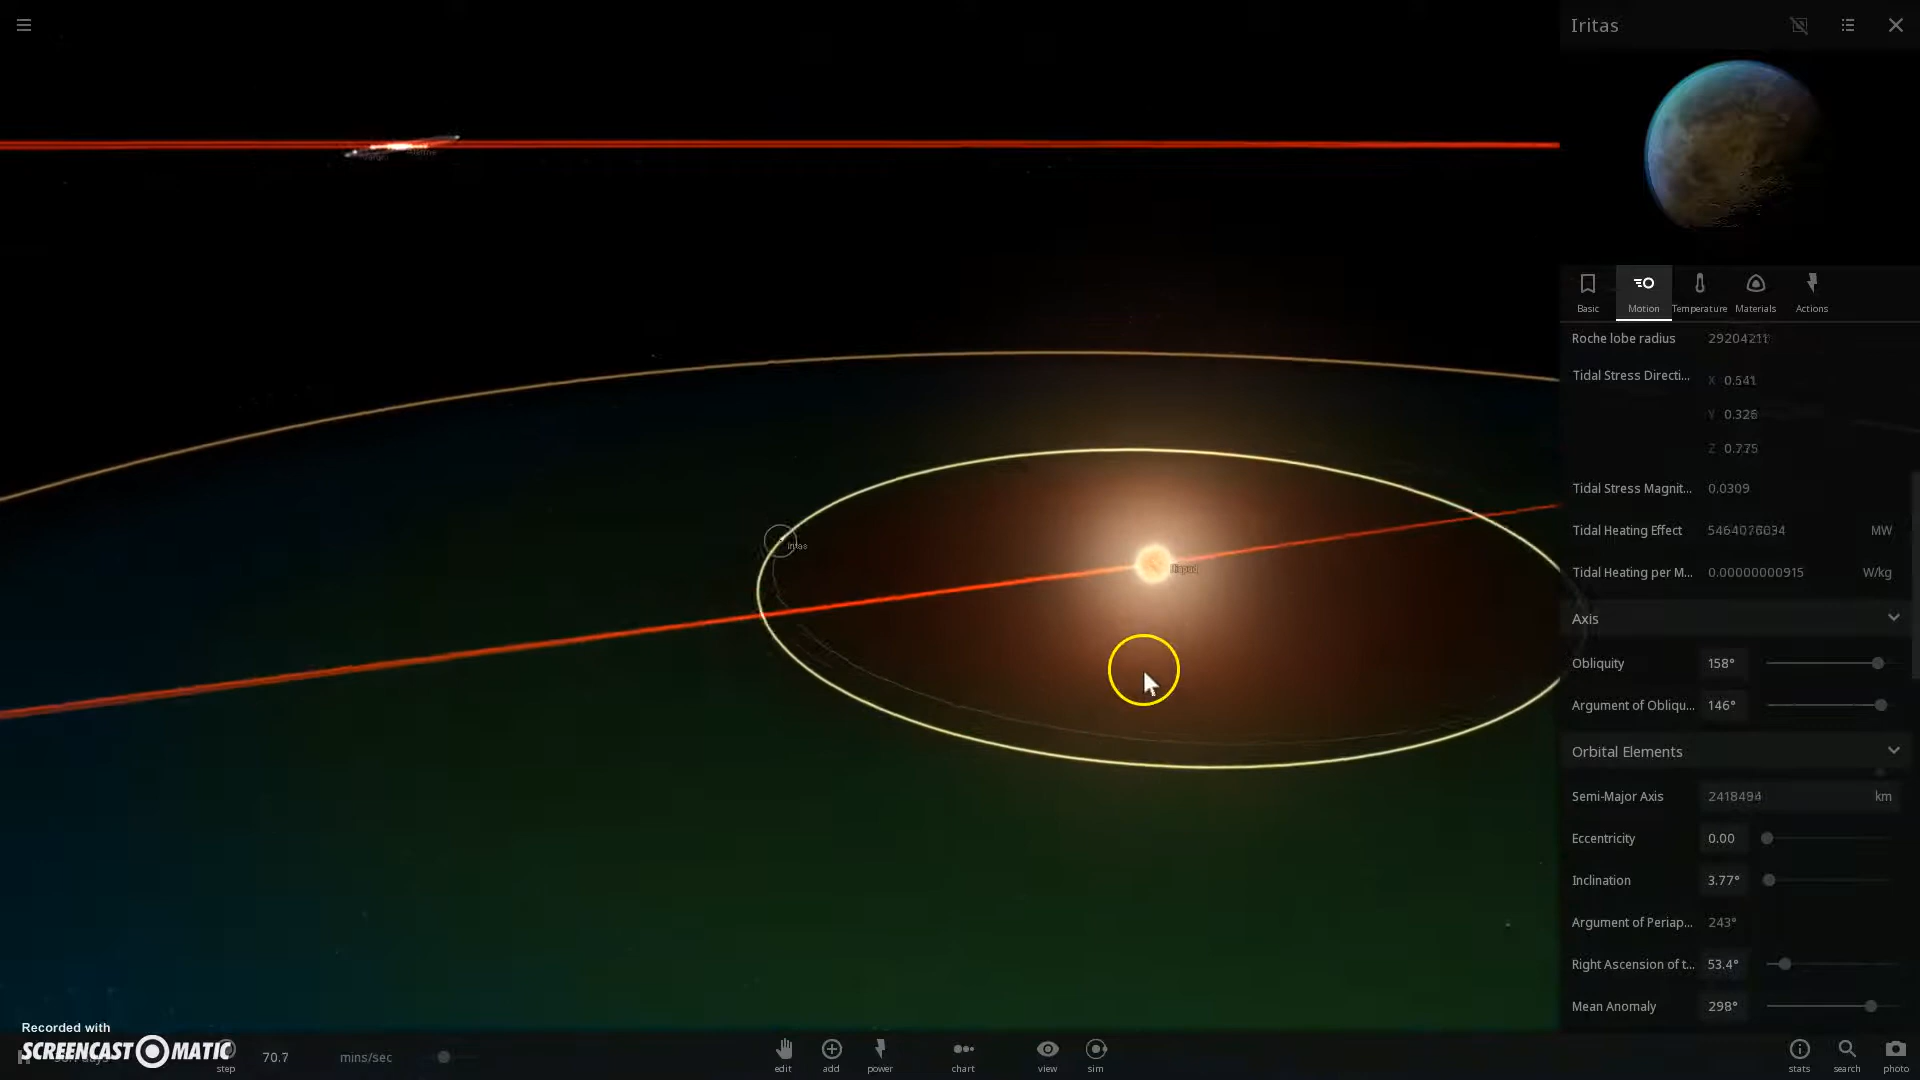 Iritas
Basic Motion Temperature Materials Actions
Roche lobe radius
Tidal Stress Directi... X 0.541
Y 0.326
Z 0.775
Tidal Stress Magnit... 0.0309
Tidal Heating Effect MW
Tidal Heating per M... 0.00000000915 W/kg
Axis
Iritas
Obliquity 158°
Argument of Obliqu... 146°
Orbital Elements
Semi-Major Axis 2418494 km
Eccentricity 0.00
Inclination 3.77°
Argument of Periap... 243°
Right Ascension of t... 53.4°
Mean Anomaly 298°
Recorded with
SCREENCAST MATIC
step 70.7 mins/sec edit add power chart view sim stats search photo